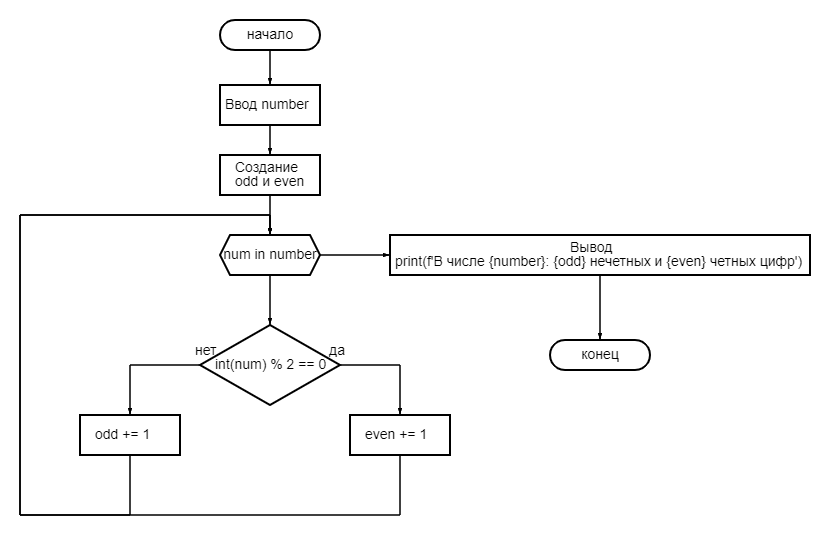 начало
Ввод number
Создание
odd и even
num in number
Вывод
print(f'В числе {number}: {odd} нечетных и {even} четных цифр')
конец
нет
да
int(num) % 2 == 0
odd += 1
even += 1